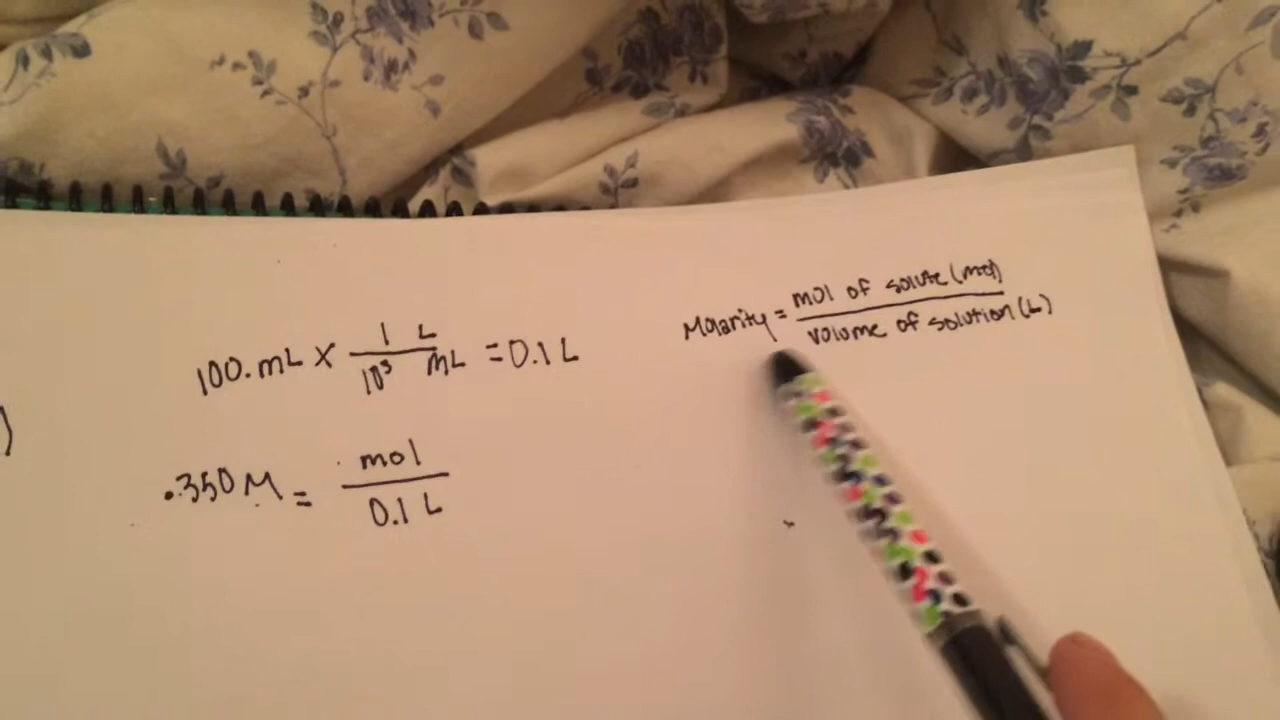 Molarity = mol of solute (mol) / volume of solution (L)
100. mL x 1 L / 10³ mL = 0.1 L
)
.350 M = mol / 0.1 L